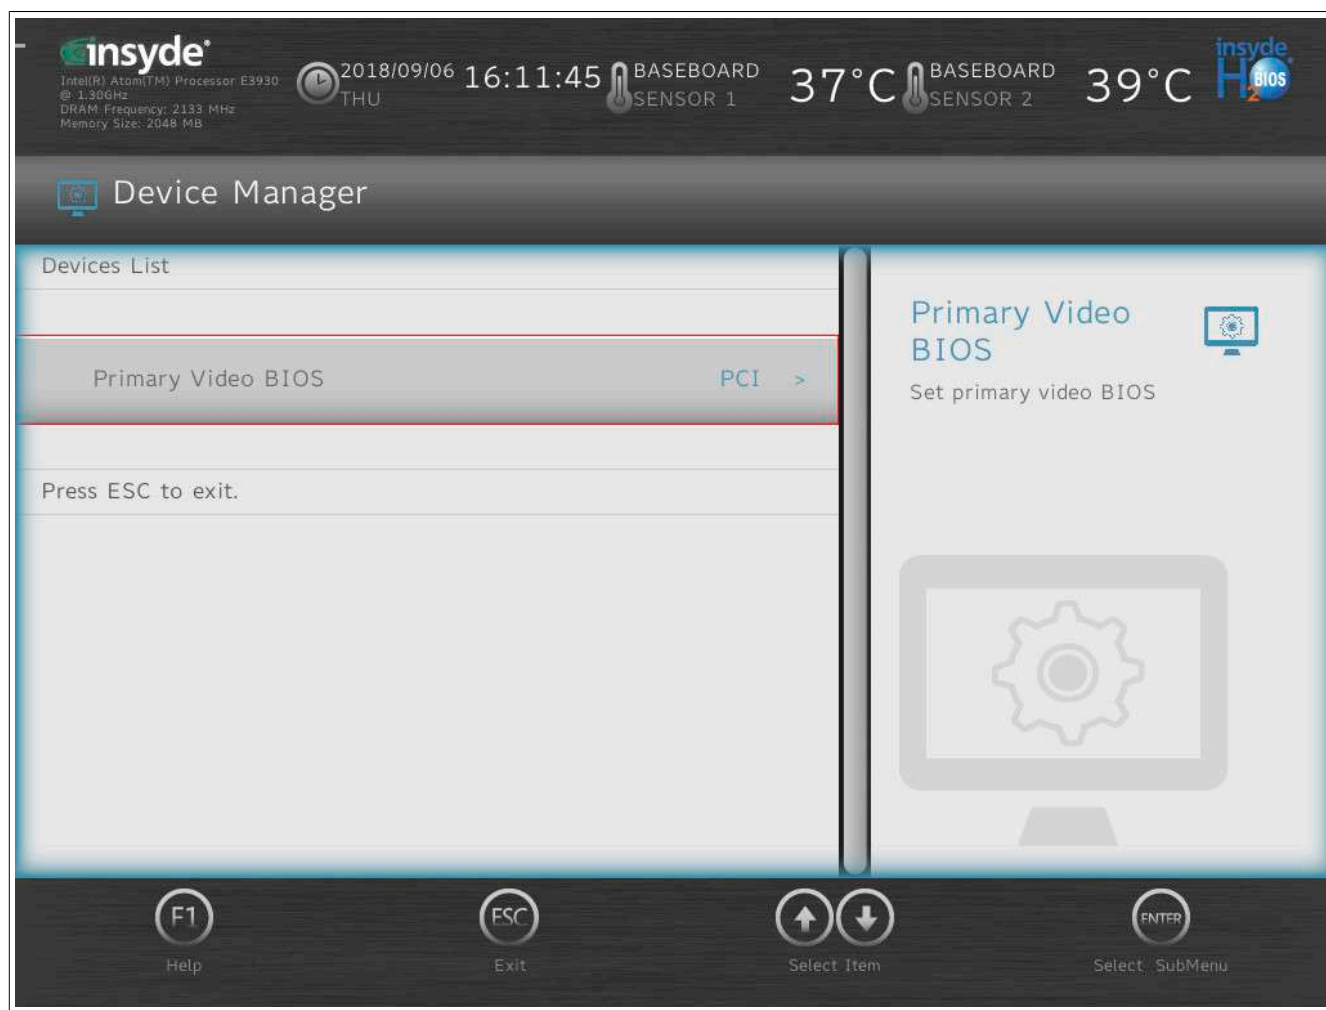 insyde
Intel(R) Atom(TM) Processor E3930
@ 1.30GHz
DRAM Frequency: 2133 MHz
Memory Size: 2048 MB
2018/09/06
THU
16:11:45
BASEBOARD
SENSOR 1
37°C
BASEBOARD
SENSOR 2
39°C
insyde
H2O
BIOS
Device Manager
Devices List
Primary Video BIOS PCI >
Press ESC to exit.
Primary Video
BIOS
Set primary video BIOS
F1
Help
ESC
Exit
Select Item
ENTER
Select SubMenu